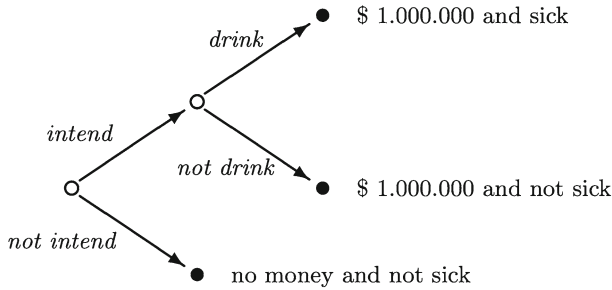 $ 1.000.000 and sick
drink
intend
not drink
$ 1.000.000 and not sick
not intend
no money and not sick